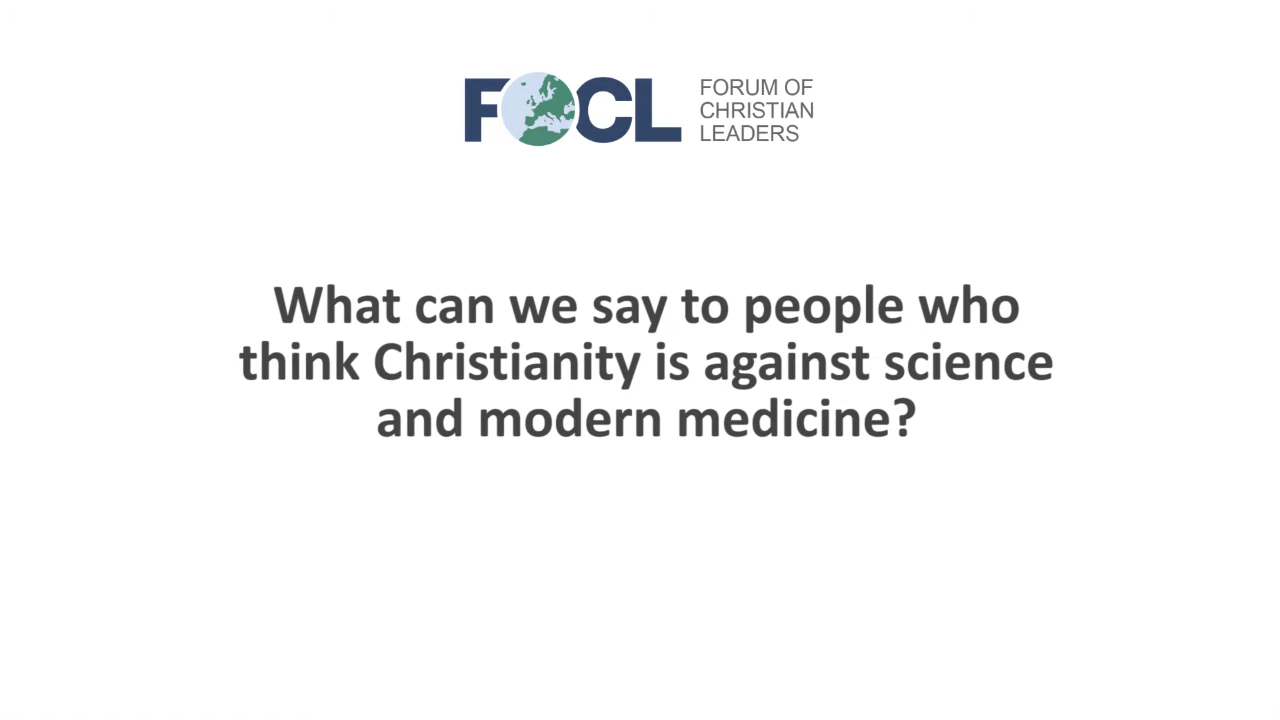 FOCL
FORUM OF
CHRISTIAN
LEADERS
What can we say to people who
think Christianity is against science
and modern medicine?